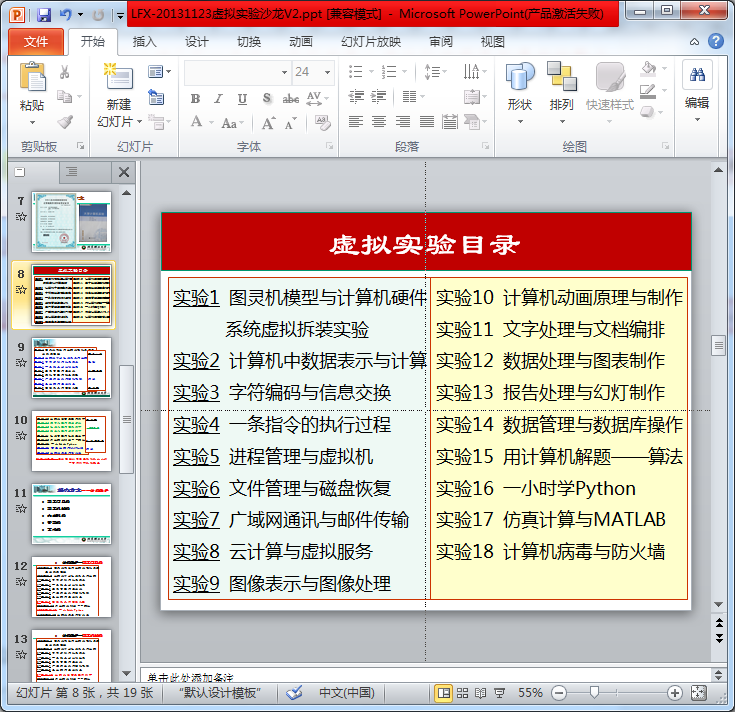 LFX-20131123虚拟实验沙龙V2.ppt [兼容模式] - Microsoft PowerPoint(产品激活失败)
文件 开始 插入 设计 切换 动画 幻灯片放映 审阅 视图
24
粘贴 新建 幻灯片 形状 排列 快速样式 编辑
剪贴板 幻灯片 字体 段落 绘图
虚拟实验目录
实验1 图灵机模型与计算机硬件
系统虚拟拆装实验
实验2 计算机中数据表示与计算
实验3 字符编码与信息交换
实验4 一条指令的执行过程
实验5 进程管理与虚拟机
实验6 文件管理与磁盘恢复
实验7 广域网通讯与邮件传输
实验8 云计算与虚拟服务
实验9 图像表示与图像处理
实验10 计算机动画原理与制作
实验11 文字处理与文档编排
实验12 数据处理与图表制作
实验13 报告处理与幻灯制作
实验14 数据管理与数据库操作
实验15 用计算机解题——算法
实验16 一小时学Python
实验17 仿真计算与MATLAB
实验18 计算机病毒与防火墙
7
8
9
10
11
12
13
单击此处添加备注
幻灯片 第 8 张，共 19 张 "默认设计模板" 中文(中国) 55%